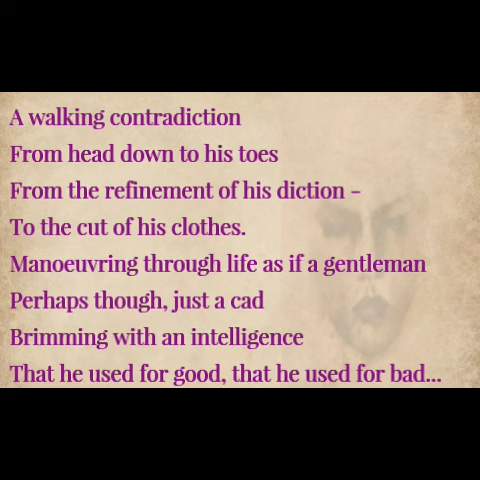 A walking contradiction
From head down to his toes
From the refinement of his diction –
To the cut of his clothes.
Manoeuvring through life as if a gentleman
Perhaps though, just a cad
Brimming with an intelligence
That he used for good, that he used for bad...